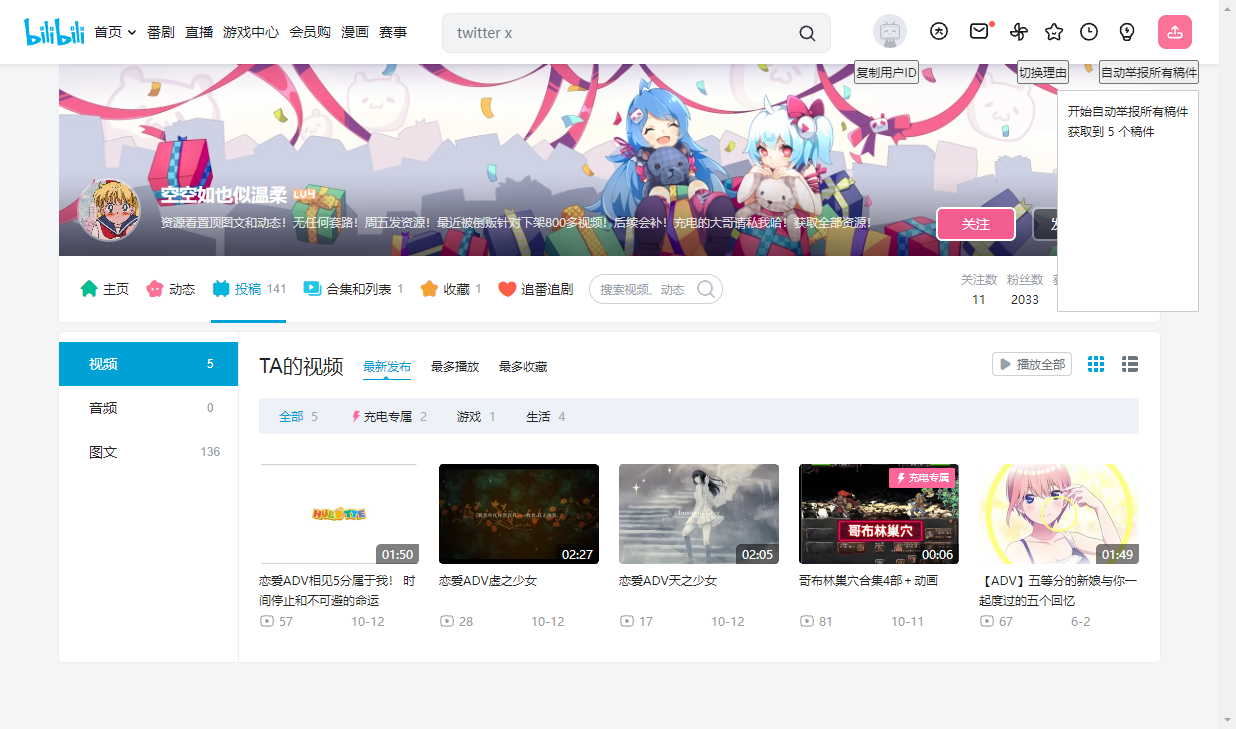 bilibili 首页 番剧 直播 游戏中心 会员购 漫画 赛事 twitter x
复制用户ID 切换理由 自动举报所有稿件
开始自动举报所有稿件
获取到 5 个稿件
空空如也似温柔 LV4
资源看置顶图文和动态！无任何套路！周五发资源！最近被倒贩针对下架800多视频！后续会补！充电的大哥请私我哈！获取全部资源！
关注 发
主页 动态 投稿 141 合集和列表 1 收藏 1 追番追剧 搜索视频、动态
关注数 粉丝数
11 2033
视频 5
音频 0
图文 136
TA的视频 最新发布 最多播放 最多收藏 播放全部
全部 5 充电专属 2 游戏 1 生活 4
01:50
恋爱ADV相见5分属于我！ 时
间停止和不可避的命运
57 10-12
02:27
恋爱ADV虚之少女
28 10-12
02:05
恋爱ADV天之少女
17 10-12
充电专属
哥布林巢穴
00:06
哥布林巢穴合集4部＋动画
81 10-11
01:49
【ADV】五等分的新娘与你一
起度过的五个回忆
67 6-2